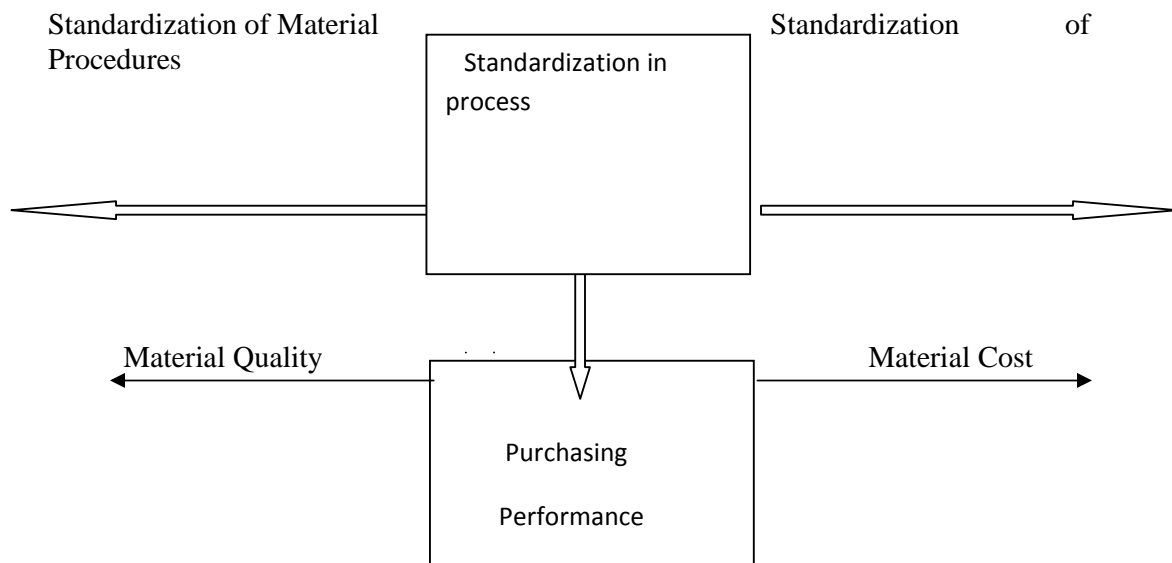 Standardization of Material Standardization of
Procedures
Standardization in
process
Material Quality
Material Cost
Purchasing
Performance